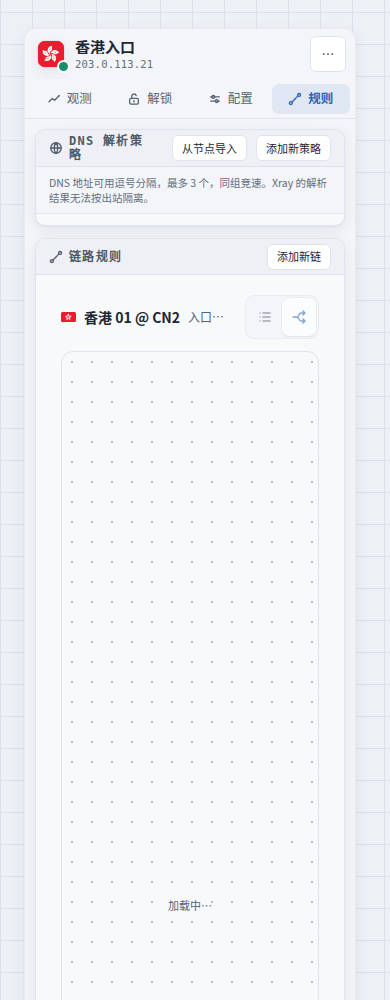 香港入口
203.0.113.21
···
观测 解锁 配置 规则
DNS 解析策
略
从节点导入 添加新策略
DNS 地址可用逗号分隔，最多 3 个，同组竞速。Xray 的解析
结果无法按出站隔离。
链路规则 添加新链
香港 01 @ CN2 入口…
加载中…